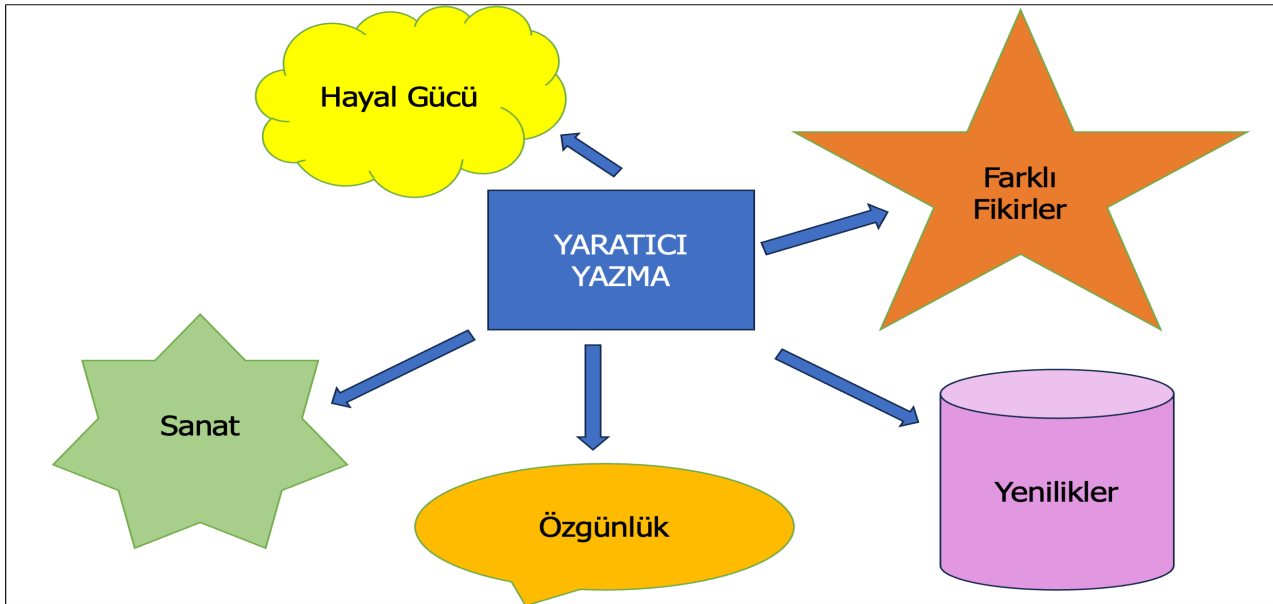 Hayal Gücü
Farklı
Fikirler
YARATICI
YAZMA
Sanat
Özgünlük
Yenilikler